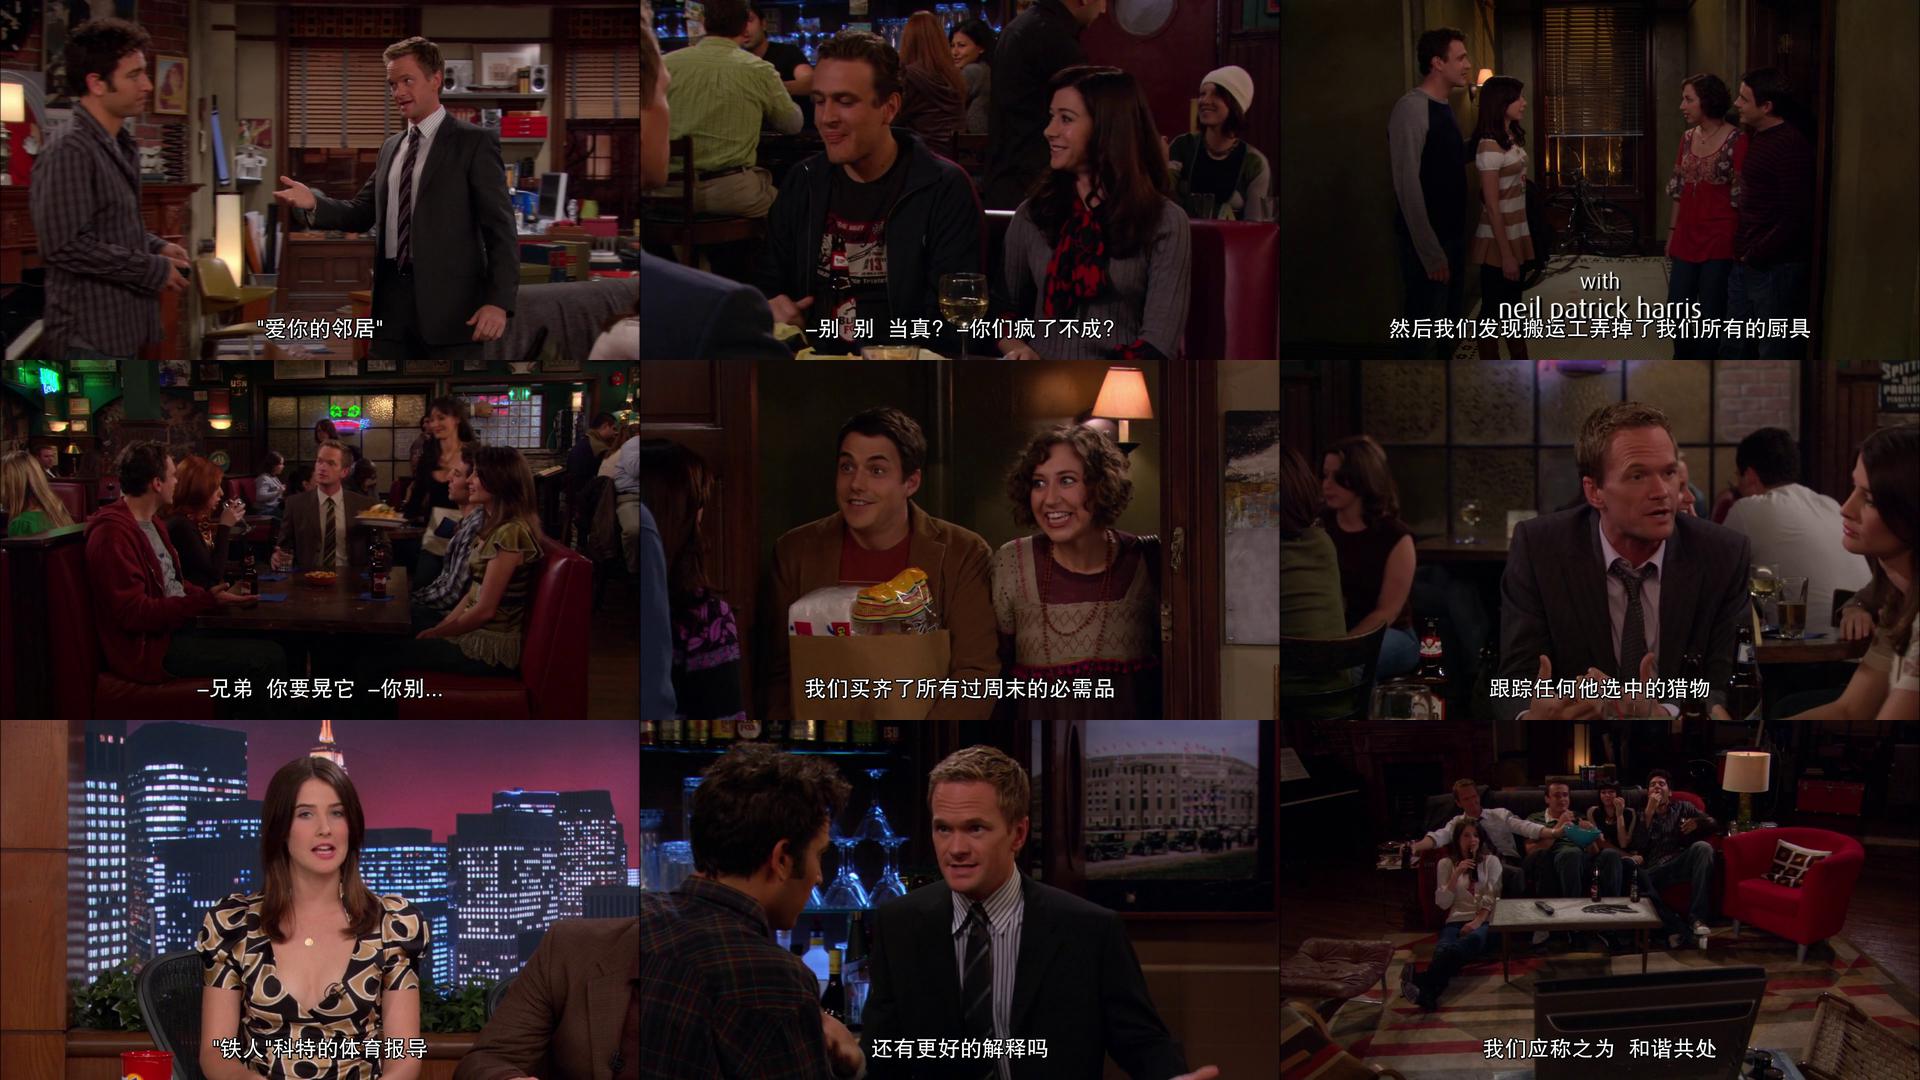 "爱你的邻居"
-别 别 当真? -你们疯了不成?
with
neil patrick harris
然后我们发现搬运工弄掉了我们所有的厨具
EXIT
-兄弟 你要晃它 -你别...
我们买齐了所有过周末的必需品
跟踪任何他选中的猎物
"铁人"科特的体育报导
还有更好的解释吗
我们应称之为 和谐共处